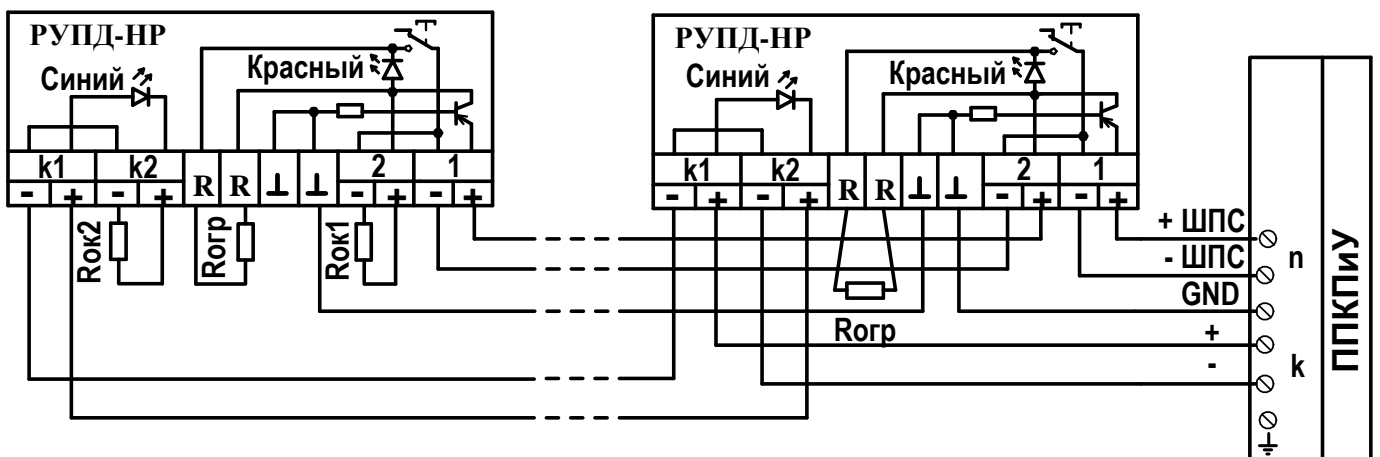 РУПД-НР
Синий
Красный
k1 k2 2 1
- + - + R R - + - +
Rок2
Rогр
Rок1
РУПД-НР
Синий
Красный
k1 k2 2 1
- + - + R R - + - +
Rогр
+ ШПС
- ШПС
GND
+
-
n
k
ППКПиУ